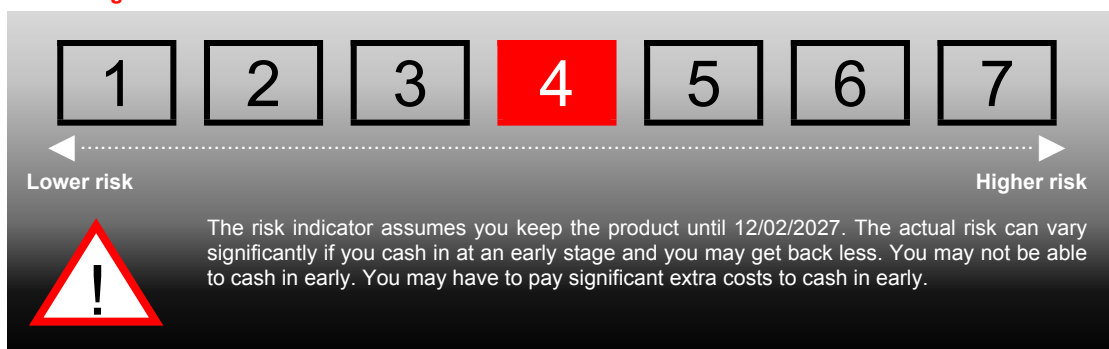 1 2 3 4 5 6 7
Lower risk Higher risk
The risk indicator assumes you keep the product until 12/02/2027. The actual risk can vary
significantly if you cash in at an early stage and you may get back less. You may not be able
to cash in early. You may have to pay significant extra costs to cash in early.
!